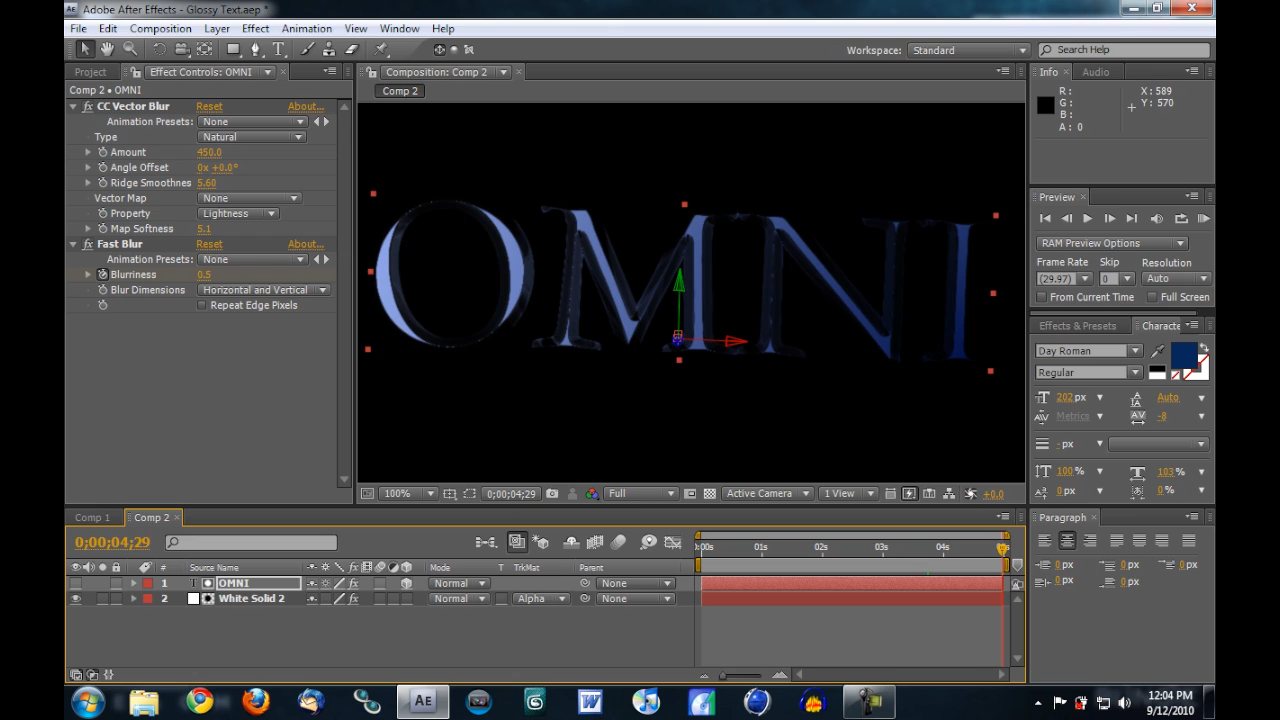 Adobe After Effects - Glossy Text.aep *
File Edit Composition Layer Effect Animation View Window Help
Workspace: Standard Search Help
Project Effect Controls: OMNI
Comp 2 • OMNI
CC Vector Blur Reset About...
Animation Presets: None
Type Natural
Amount 450.0
Angle Offset 0x +0.0°
Ridge Smoothnes 5.60
Vector Map None
Property Lightness
Map Softness 5.1
Fast Blur Reset About...
Animation Presets: None
Blurriness 0.5
Blur Dimensions Horizontal and Vertical
Repeat Edge Pixels
Composition: Comp 2
Comp 2
OMNI
100% 0;00;04;29 Full Active Camera 1 View +0.0
Info Audio
R: X: 589
G: Y: 570
B:
A: 0
Preview
RAM Preview Options
Frame Rate Skip Resolution
(29.97) 0 Auto
From Current Time Full Screen
Effects & Presets Characte
Day Roman
Regular
202 px Auto
Metrics -8
- px
100 % 103 %
0 px 0 %
Comp 1 Comp 2
0;00;04;29
:00s 01s 02s 03s 04s
# Source Name Mode T TrkMat Parent
1 T OMNI Normal None
2 White Solid 2 Normal Alpha None
Paragraph
0 px 0 px 0 px
0 px 0 px
AE W
12:04 PM
9/12/2010